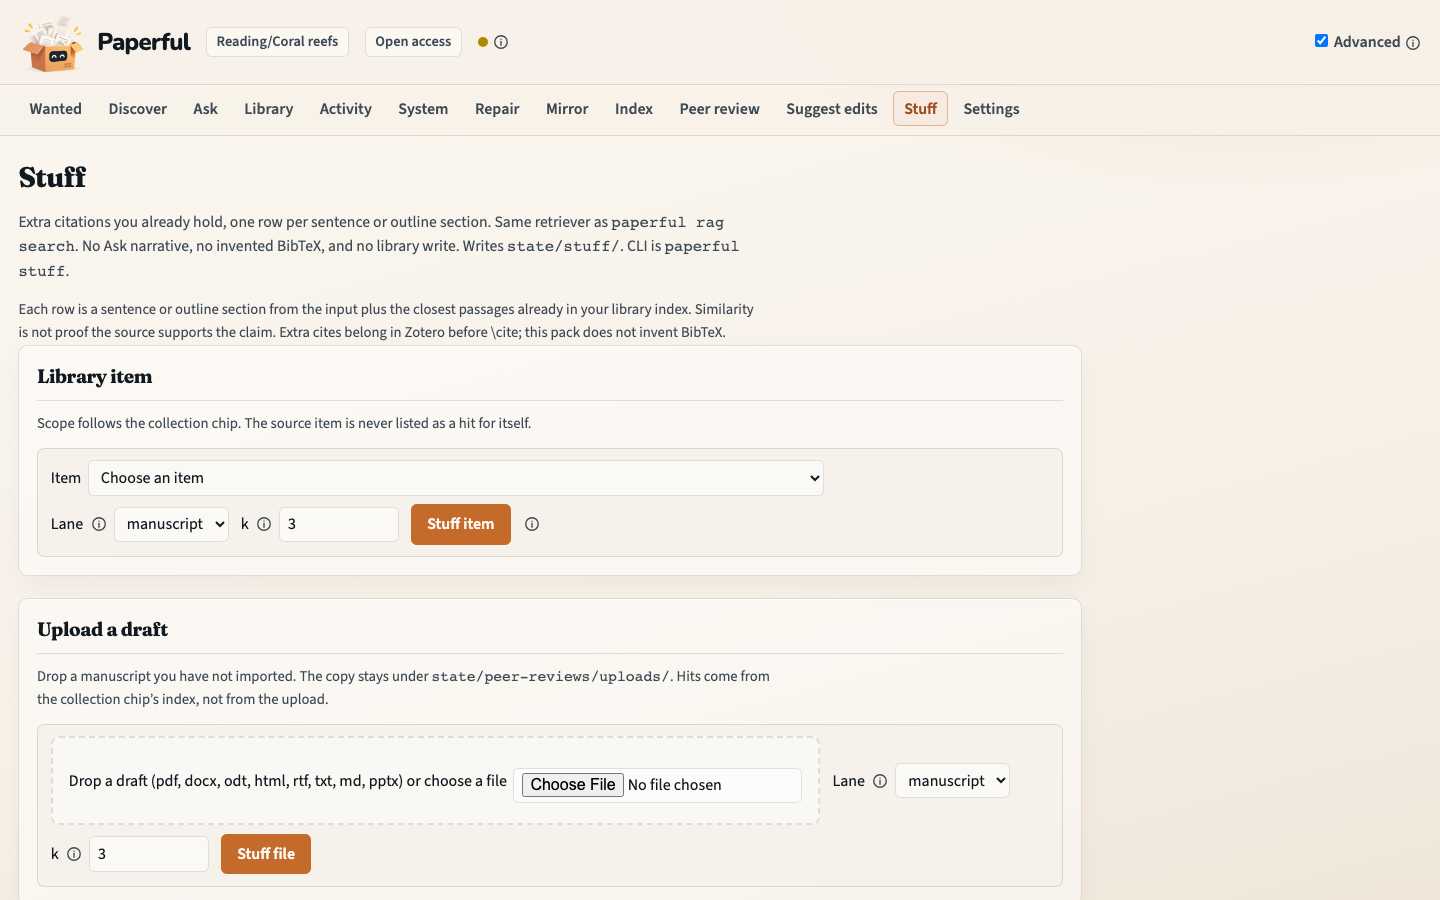 Paperful
Reading/Coral reefs
Open access
Advanced
Wanted Discover Ask Library Activity System Repair Mirror Index Peer review Suggest edits Stuff Settings
Stuff
Extra citations you already hold, one row per sentence or outline section. Same retriever as paperful rag
search. No Ask narrative, no invented BibTeX, and no library write. Writes state/stuff/. CLI is paperful
stuff.
Each row is a sentence or outline section from the input plus the closest passages already in your library index. Similarity
is not proof the source supports the claim. Extra cites belong in Zotero before \cite; this pack does not invent BibTeX.
Library item
Scope follows the collection chip. The source item is never listed as a hit for itself.
Item Choose an item
Lane manuscript k 3 Stuff item
Upload a draft
Drop a manuscript you have not imported. The copy stays under state/peer-reviews/uploads/. Hits come from
the collection chip’s index, not from the upload.
Drop a draft (pdf, docx, odt, html, rtf, txt, md, pptx) or choose a file Choose File No file chosen Lane manuscript
k 3 Stuff file